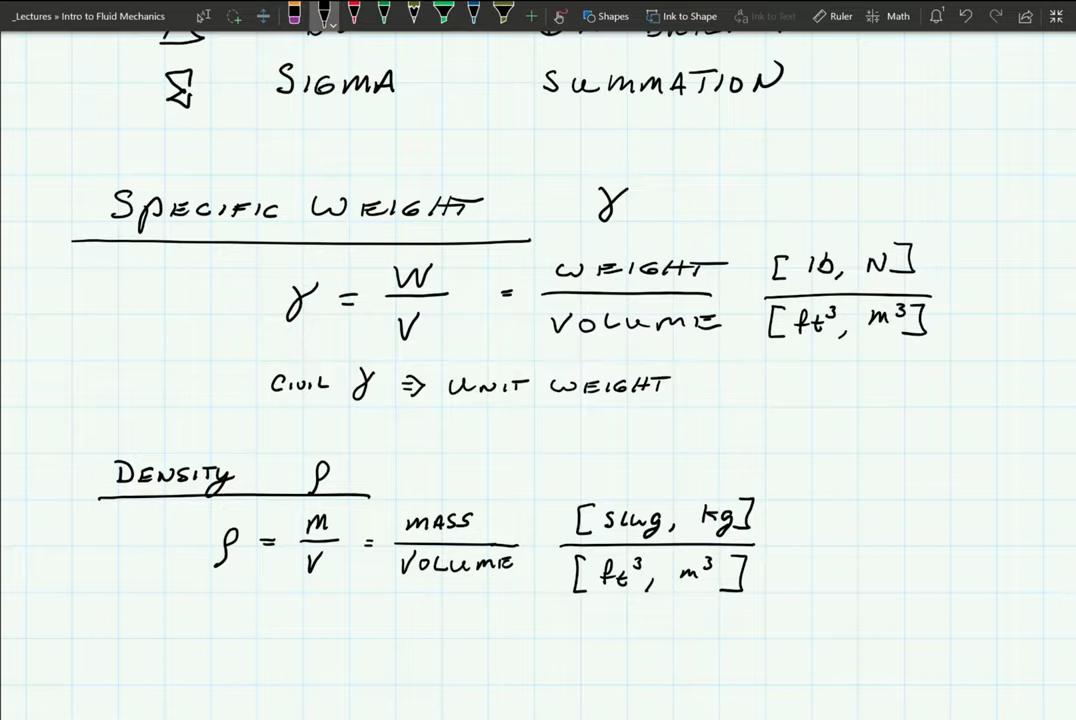 _Lectures » Intro to Fluid Mechanics Shapes Ink to Shape Ink to Text Ruler Math
Σ SIGMA SUMMATION
SPECIFIC WEIGHT γ
γ = W/V = WEIGHT/VOLUME [lb, N]/[ft³, m³]
CIVIL γ ⇒ UNIT WEIGHT
DENSITY ρ
ρ = m/V = MASS/VOLUME [slug, kg]/[ft³, m³]